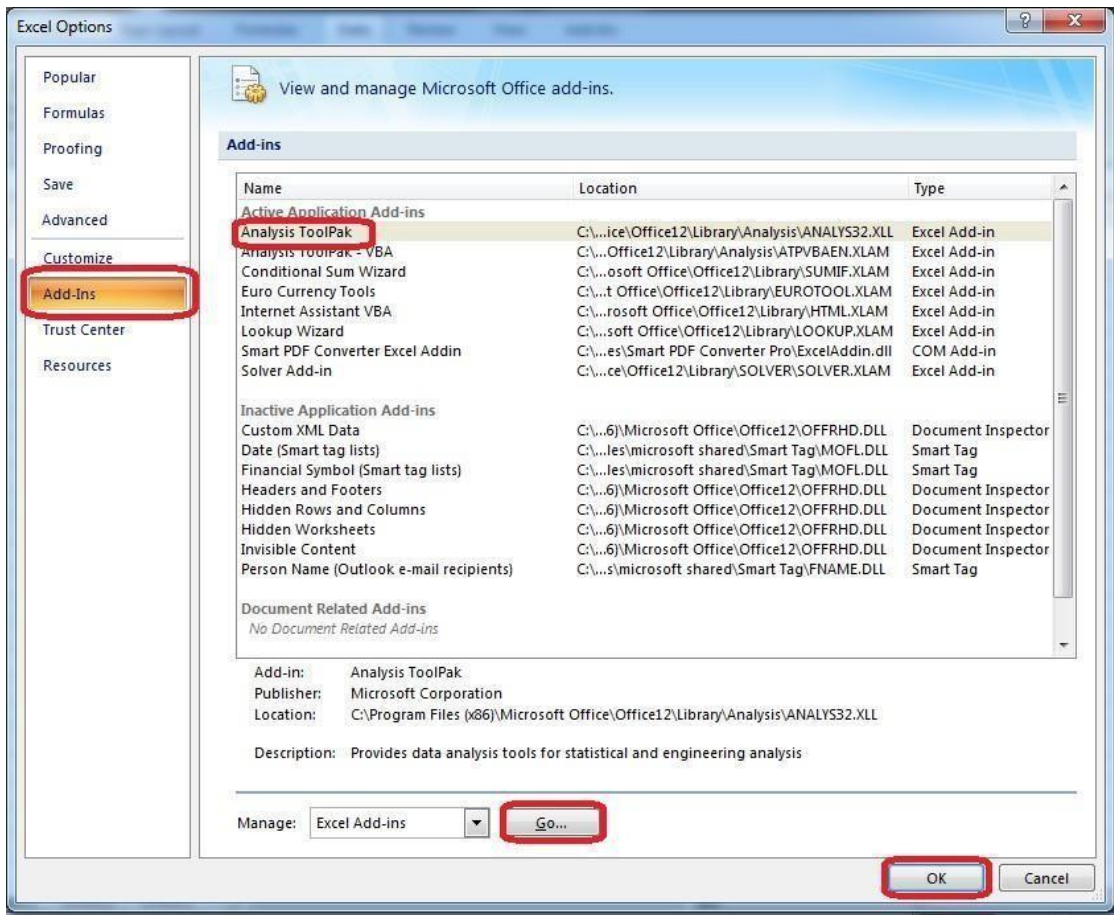 Excel Options
Popular
Formulas
Proofing
Save
Advanced
Customize
Add-Ins
Trust Center
Resources
View and manage Microsoft Office add-ins.
Add-ins
Name Location Type
Active Application Add-ins
Analysis ToolPak C:\...ice\Office12\Library\Analysis\ANALYS32.XLL Excel Add-in
Analysis ToolPak - VBA C:\...Office12\Library\Analysis\ATPVBAEN.XLAM Excel Add-in
Conditional Sum Wizard C:\...osoft Office\Office12\Library\SUMIF.XLAM Excel Add-in
Euro Currency Tools C:\...t Office\Office12\Library\EUROTOOL.XLAM Excel Add-in
Internet Assistant VBA C:\...rosoft Office\Office12\Library\HTML.XLAM Excel Add-in
Lookup Wizard C:\...soft Office\Office12\Library\LOOKUP.XLAM Excel Add-in
Smart PDF Converter Excel Addin C:\...es\Smart PDF Converter Pro\ExcelAddin.dll COM Add-in
Solver Add-in C:\...ce\Office12\Library\SOLVER\SOLVER.XLAM Excel Add-in
Inactive Application Add-ins
Custom XML Data C:\...6)\Microsoft Office\Office12\OFFRHD.DLL Document Inspector
Date (Smart tag lists) C:\...les\microsoft shared\Smart Tag\MOFL.DLL Smart Tag
Financial Symbol (Smart tag lists) C:\...les\microsoft shared\Smart Tag\MOFL.DLL Smart Tag
Headers and Footers C:\...6)\Microsoft Office\Office12\OFFRHD.DLL Document Inspector
Hidden Rows and Columns C:\...6)\Microsoft Office\Office12\OFFRHD.DLL Document Inspector
Hidden Worksheets C:\...6)\Microsoft Office\Office12\OFFRHD.DLL Document Inspector
Invisible Content C:\...6)\Microsoft Office\Office12\OFFRHD.DLL Document Inspector
Person Name (Outlook e-mail recipients) C:\...s\microsoft shared\Smart Tag\FNAME.DLL Smart Tag
Document Related Add-ins
No Document Related Add-ins
Add-in: Analysis ToolPak
Publisher: Microsoft Corporation
Location: C:\Program Files (x86)\Microsoft Office\Office12\Library\Analysis\ANALYS32.XLL
Description: Provides data analysis tools for statistical and engineering analysis
Manage: Excel Add-ins Go...
OK Cancel